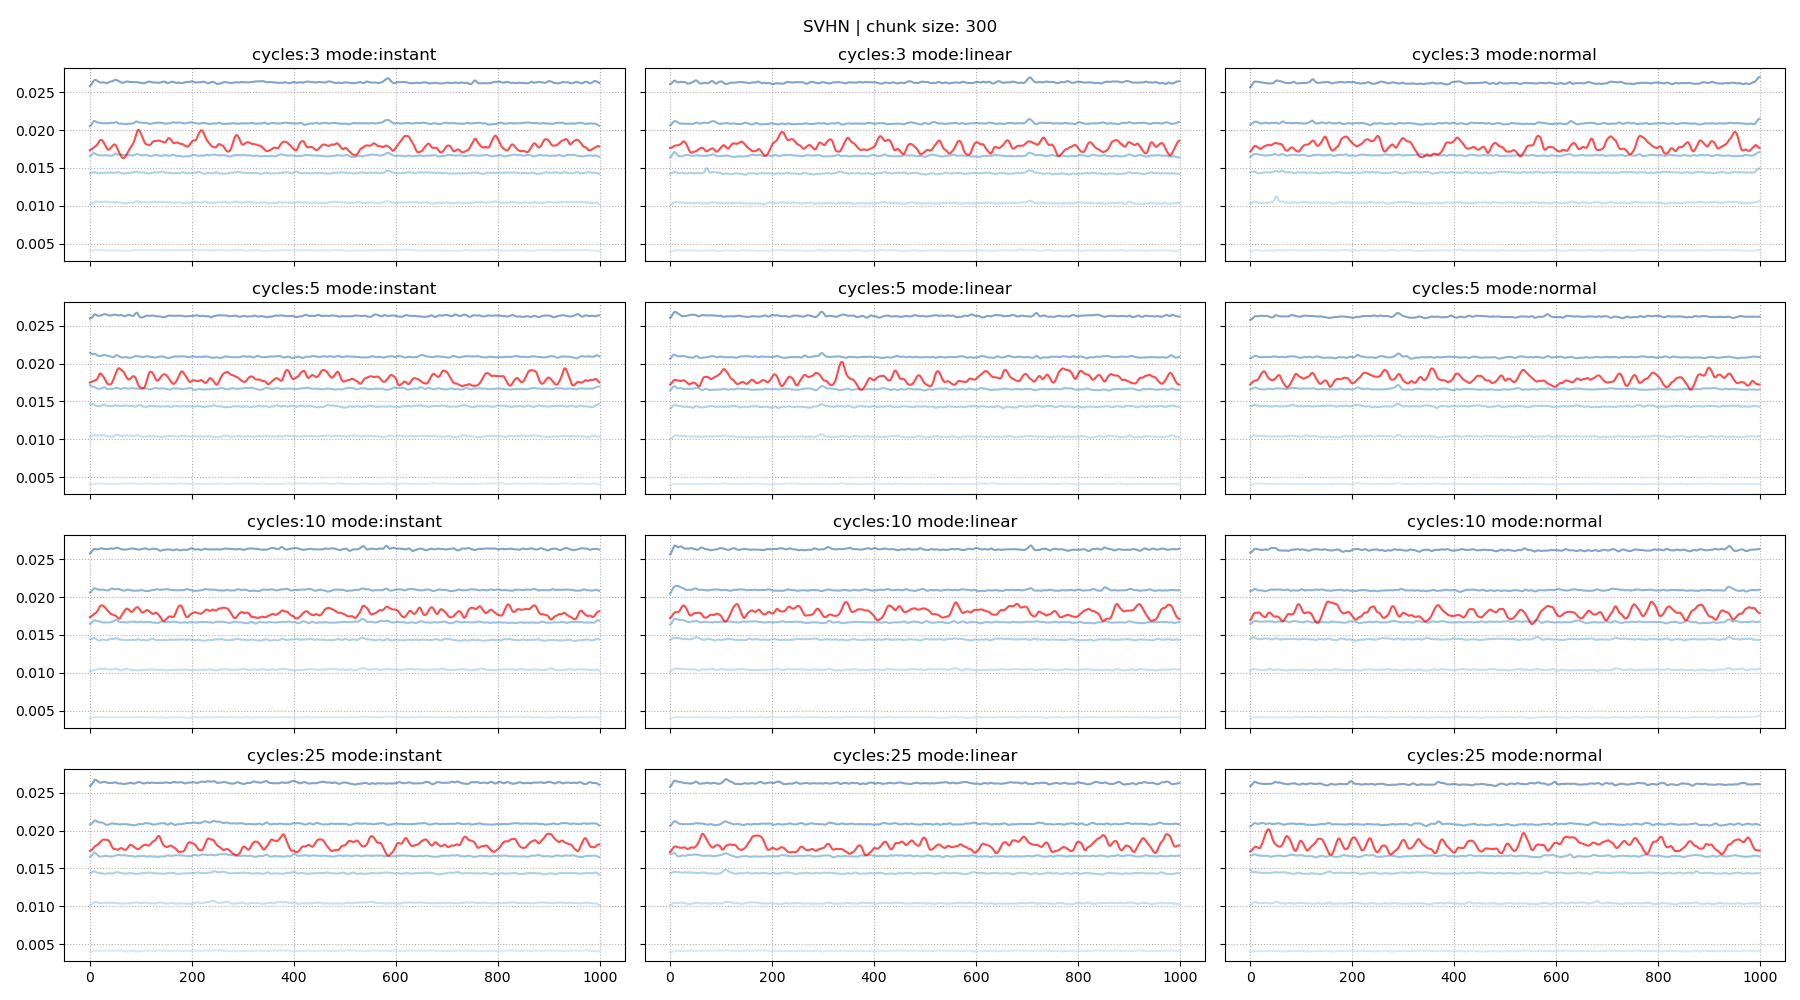 SVHN | chunk size: 300
cycles:3 mode:instant
cycles:3 mode:linear
cycles:3 mode:normal
0.025
0.020
0.015
0.010
0.005
0 200 400 600 800 1000
0 200 400 600 800 1000
0 200 400 600 800 1000
cycles:5 mode:instant
cycles:5 mode:linear
cycles:5 mode:normal
0.025
0.020
0.015
0.010
0.005
cycles:10 mode:instant
cycles:10 mode:linear
cycles:10 mode:normal
0.025
0.020
0.015
0.010
0.005
cycles:25 mode:instant
cycles:25 mode:linear
cycles:25 mode:normal
0.025
0.020
0.015
0.010
0.005